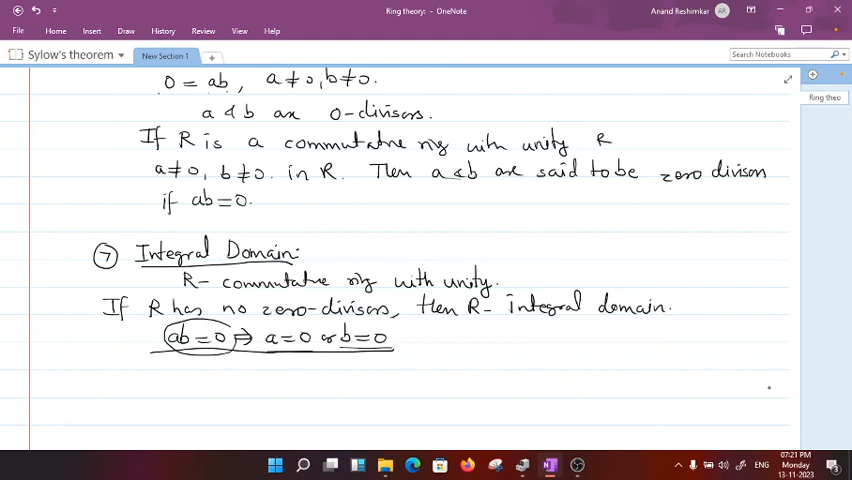 Ring theory: - OneNote
Anand Reshimkar AR
File Home Insert Draw History Review View Help
Sylow's theorem New Section 1 + Search Notebooks
Ring theo
0 = ab, a≠0, b≠0.
a & b are 0-divisors.
If R is a commutative ring with unity R
a≠0, b≠0. in R. Then a & b are said to be zero divisors
if ab=0.
7 Integral Domain:
R- commutative ring with unity.
If R has no zero-divisors, then R- integral domain.
ab=0 ⇒ a=0 or b=0
ENG
07:21 PM
Monday
13-11-2023
3